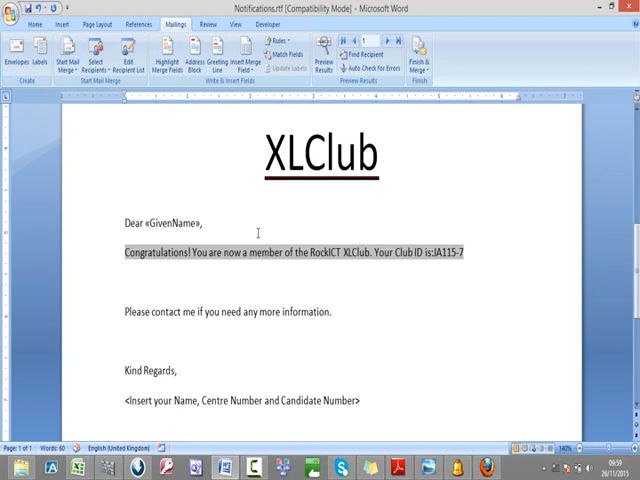 Notifications.rtf [Compatibility Mode] - Microsoft Word
Home Insert Page Layout References Mailings Review View Developer
Envelopes Labels
Start Mail Merge Select Recipients Edit Recipient List
Highlight Merge Fields Address Block Greeting Line Insert Merge Field
Rules
Match Fields
Update Labels
Preview Results
1
Find Recipient
Auto Check for Errors
Finish & Merge
Create Start Mail Merge Write & Insert Fields Preview Results Finish
XLClub
Dear «GivenName»,
Congratulations! You are now a member of the RockICT XLClub. Your Club ID is:JA115-7
Please contact me if you need any more information.
Kind Regards,
<Insert your Name, Centre Number and Candidate Number>
Page: 1 of 1 Words: 60 English (United Kingdom) 140%
09:59
26/11/2015